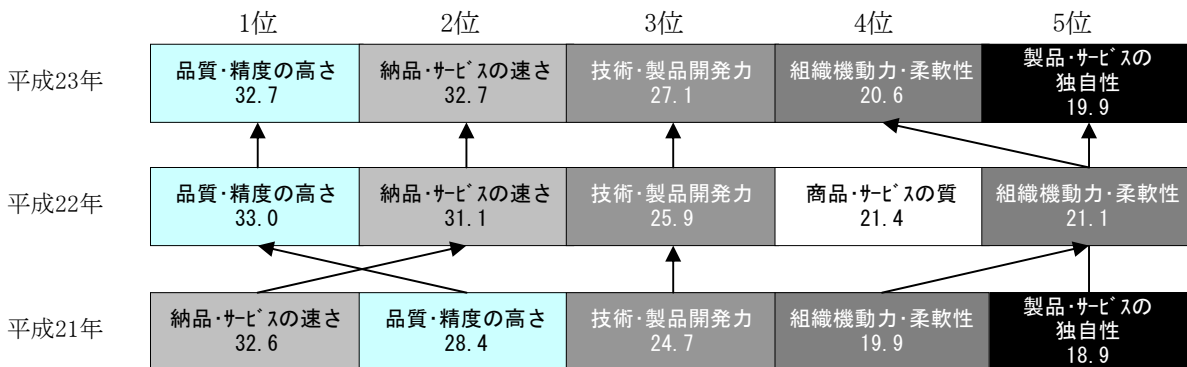 1位 2位 3位 4位 5位
平成23年
品質・精度の高さ
32.7
納品・ｻｰﾋﾞｽの速さ
32.7
技術・製品開発力
27.1
組織機動力・柔軟性
20.6
製品・ｻｰﾋﾞｽの
独自性
19.9
平成22年
品質・精度の高さ
33.0
納品・ｻｰﾋﾞｽの速さ
31.1
技術・製品開発力
25.9
商品・ｻｰﾋﾞｽの質
21.4
組織機動力・柔軟性
21.1
平成21年
納品・ｻｰﾋﾞｽの速さ
32.6
品質・精度の高さ
28.4
技術・製品開発力
24.7
組織機動力・柔軟性
19.9
製品・ｻｰﾋﾞｽの
独自性
18.9